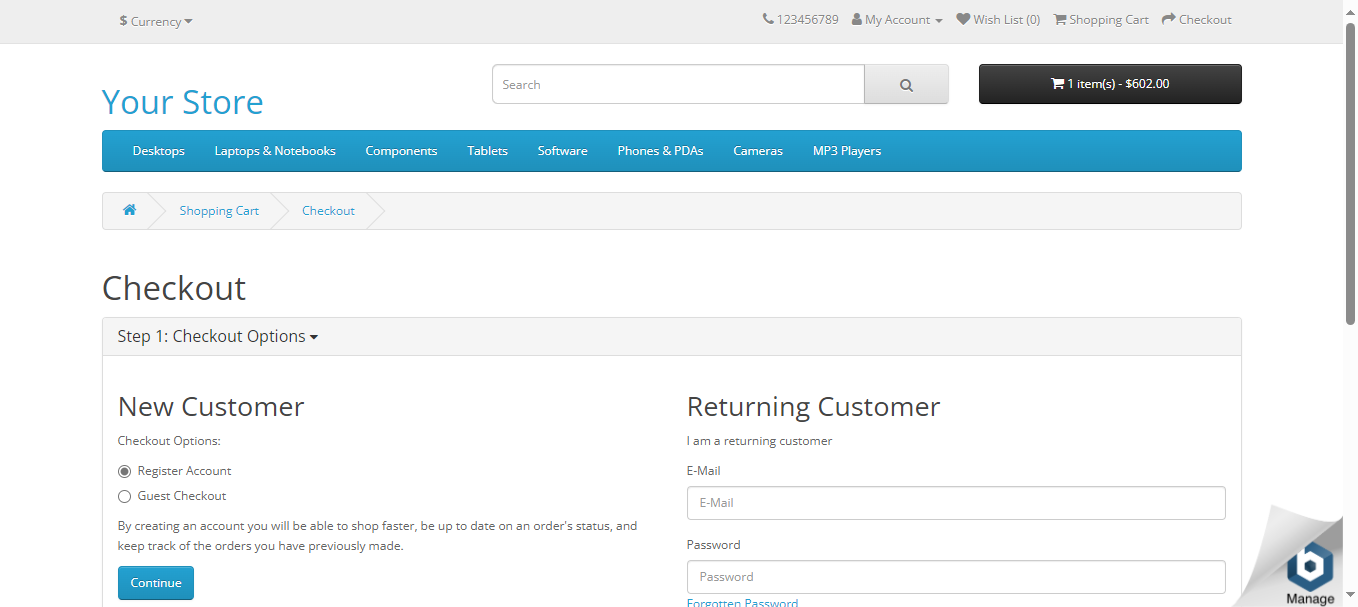 $ Currency
123456789 My Account Wish List (0) Shopping Cart Checkout
Your Store
Search
1 item(s) - $602.00
Desktops Laptops & Notebooks Components Tablets Software Phones & PDAs Cameras MP3 Players
Shopping Cart Checkout
Checkout
Step 1: Checkout Options
New Customer
Checkout Options:
Register Account
Guest Checkout
By creating an account you will be able to shop faster, be up to date on an order's status, and
keep track of the orders you have previously made.
Continue
Returning Customer
I am a returning customer
E-Mail
E-Mail
Password
Password
Forgotten Password
b
Manage